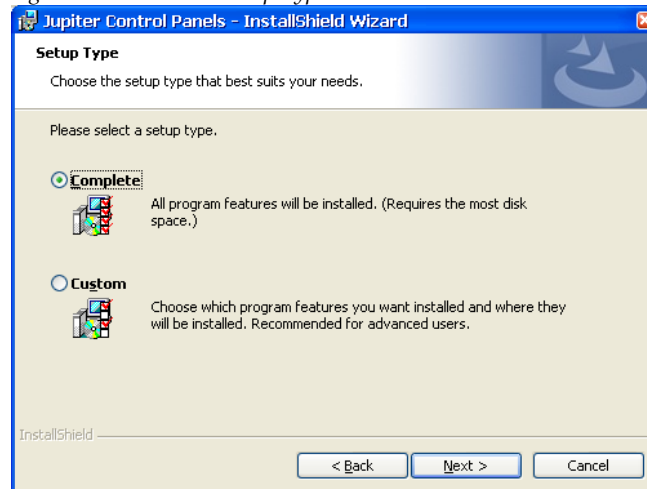 Jupiter Control Panels - InstallShield Wizard
Setup Type
Choose the setup type that best suits your needs.
Please select a setup type.
Complete
All program features will be installed. (Requires the most disk
space.)
Custom
Choose which program features you want installed and where they
will be installed. Recommended for advanced users.
InstallShield
< Back
Next >
Cancel